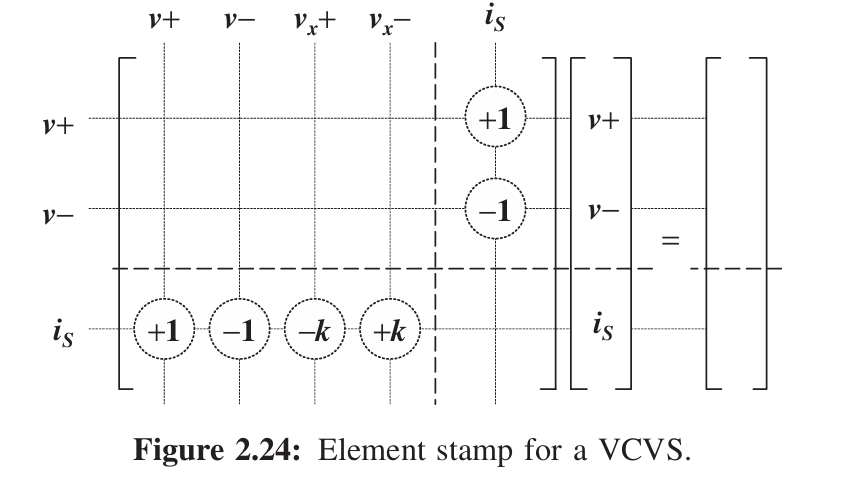 v+ v− vx+ vx− iS
v+ +1 v+
v− −1 v−
=
iS +1 −1 −k +k iS
Figure 2.24: Element stamp for a VCVS.